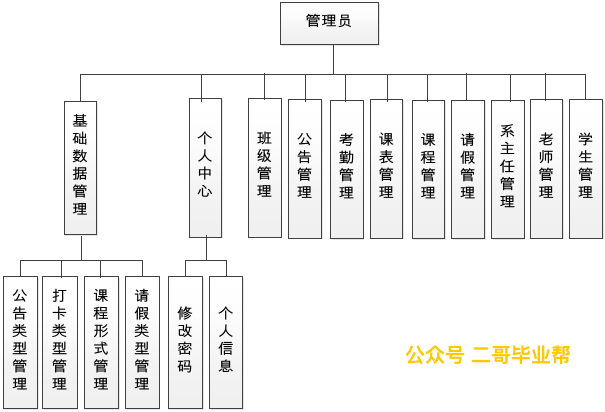 管理员
基础数据管理
个人中心
班级管理
公告管理
考勤管理
课表管理
课程管理
请假管理
系主任管理
老师管理
学生管理
公告类型管理
打卡类型管理
课程形式管理
请假类型管理
修改密码
个人信息
公众号 二哥毕业帮